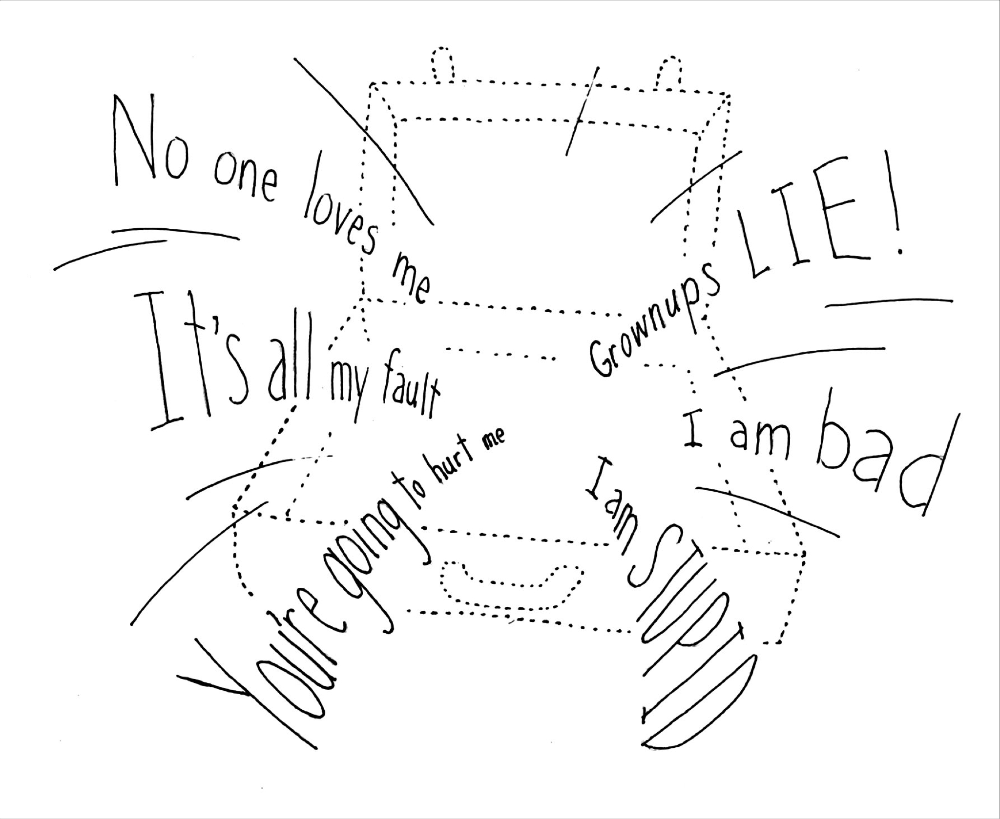 No one loves me
Grownups LIE!
It's all my fault
I am bad
You're going to hurt me
I am STUPID